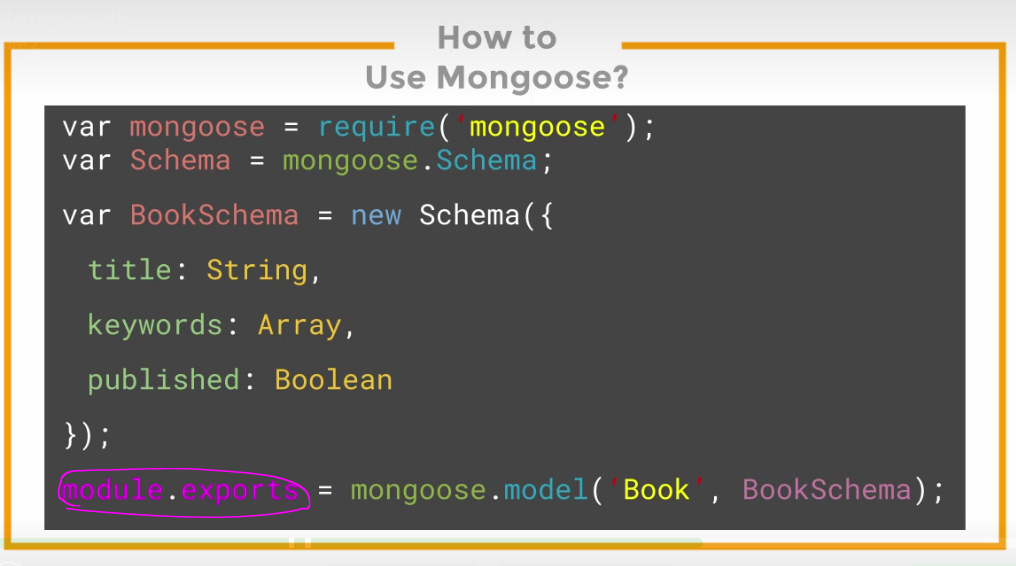 How to
Use Mongoose?
var mongoose = require('mongoose');
var Schema = mongoose.Schema;
var BookSchema = new Schema({
title: String,
keywords: Array,
published: Boolean
});
module.exports = mongoose.model('Book', BookSchema);